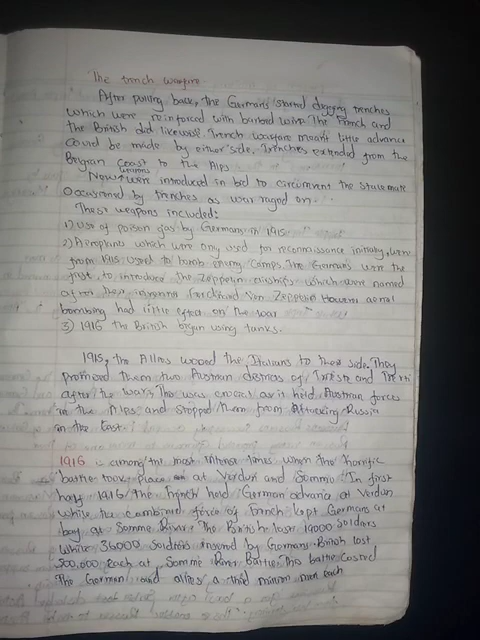 The trench warfire
After pulling back, the Germans started digging trenches
which were reinforced with barbed wire. The French and
the British did likewise. Trench warfare meant little advance
could be made by either side. Trenches extended from the
Begian coast to the Alps.
New weapons were introduced in bid to circumvent the stalemate
Occasioned by trenches as war raged on.
These weapons included:
1) Use of poison gas by Germany in 1915
2) Aeroplanes which were only used for reconnaissance initially, were
from 1915 used to bomb enemy camps. The Germans were the
first to introduce the Zeppelin airships which were named
after their inventor Ferdinand Von Zeppelin However aerial
bombing had little effect on the war
3) 1916 the British began using tanks.
1915, the Allies wooed the Italians to their side. They
promised them two Austrian districts of Trieste and
after the war. This was crucial as it held Austrian forces
in the Alps and stopped them from Attacking Russia
in the East.
1916 - among the most intense times when the horrific
battle took place at Verdun and Somme. In first
half 1916 the french held German advance at Verdun
while the combined force of French kept Germans at
bay at Somme River. The British lost 19000 soldiers
while 36000 soldiers injured by Germans. British lost
500,000 each at Somme River Battle. The battle costed
The German and allies a third million men each